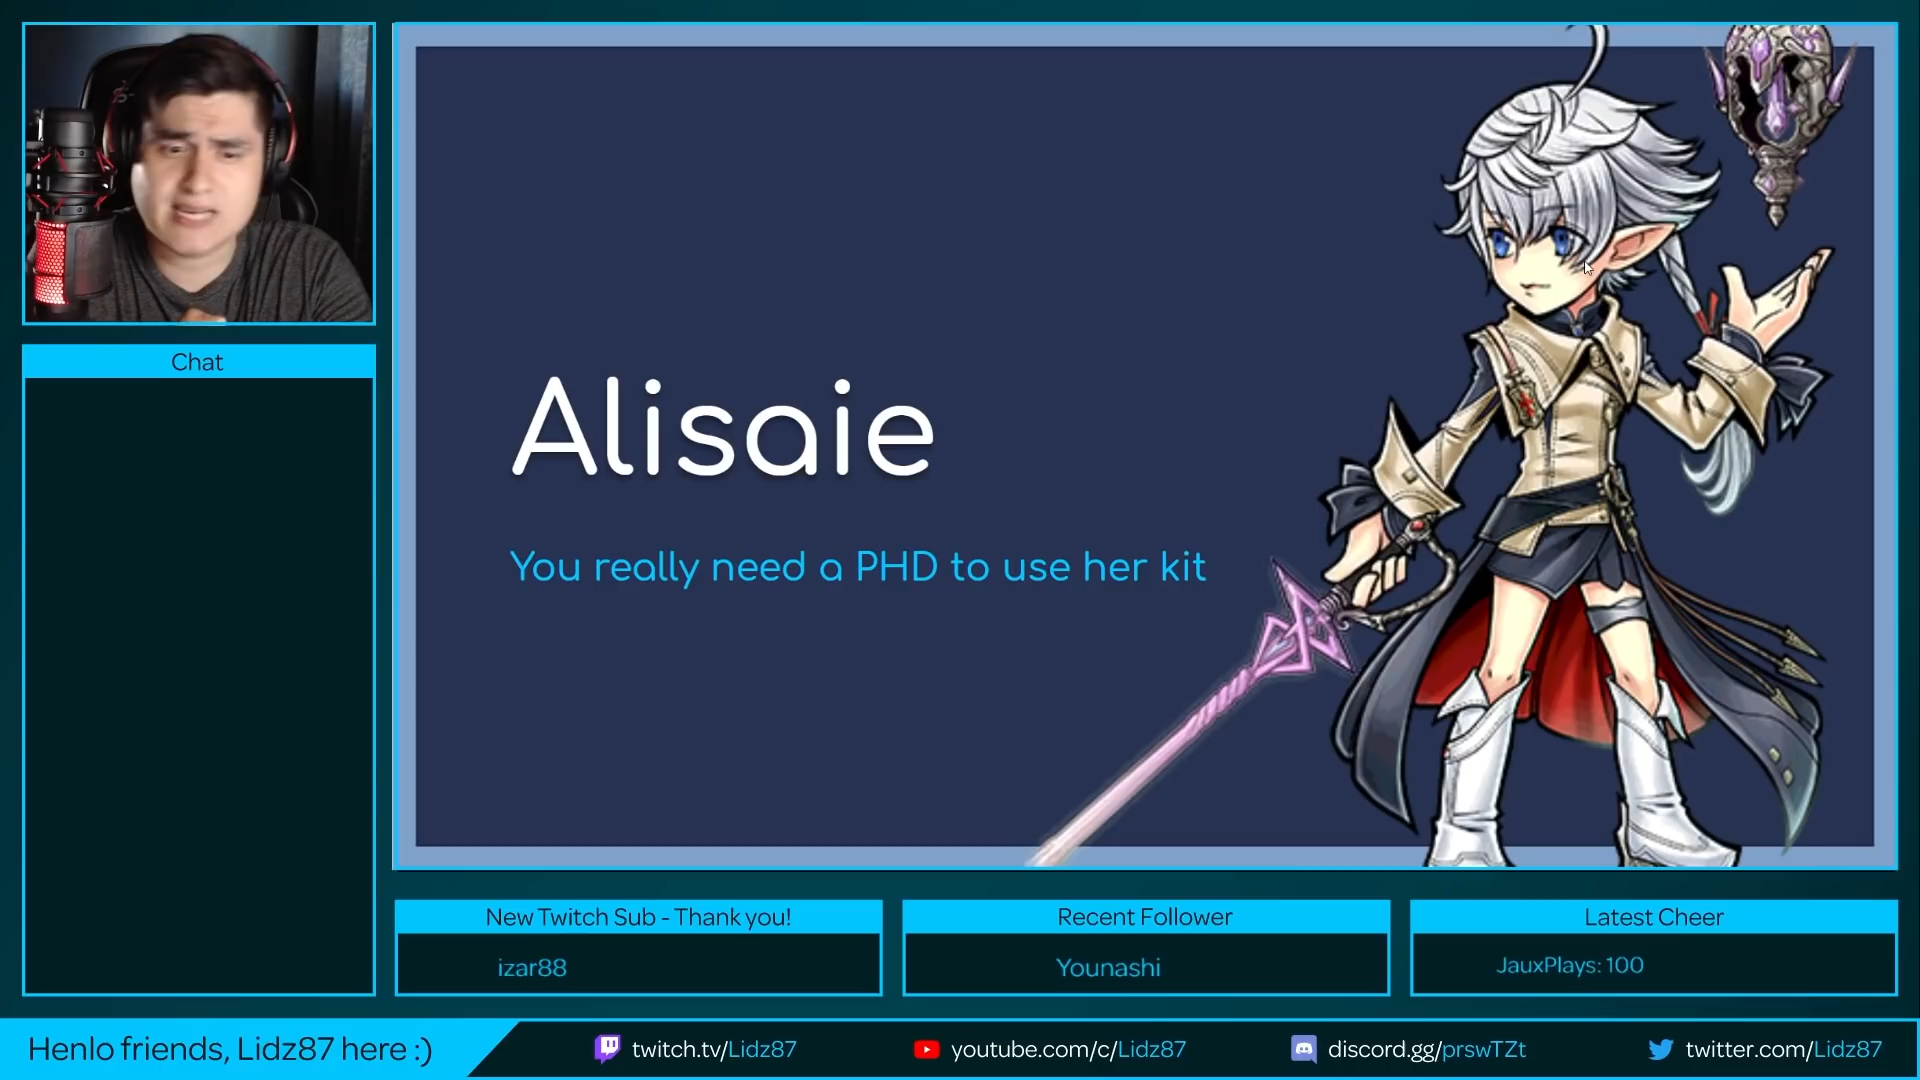 Chat
Alisaie
You really need a PHD to use her kit
New Twitch Sub - Thank you!
izar88
Recent Follower
Younashi
Latest Cheer
JauxPlays: 100
Henlo friends, Lidz87 here :)
twitch.tv/Lidz87
youtube.com/c/Lidz87
discord.gg/prswTZt
twitter.com/Lidz87